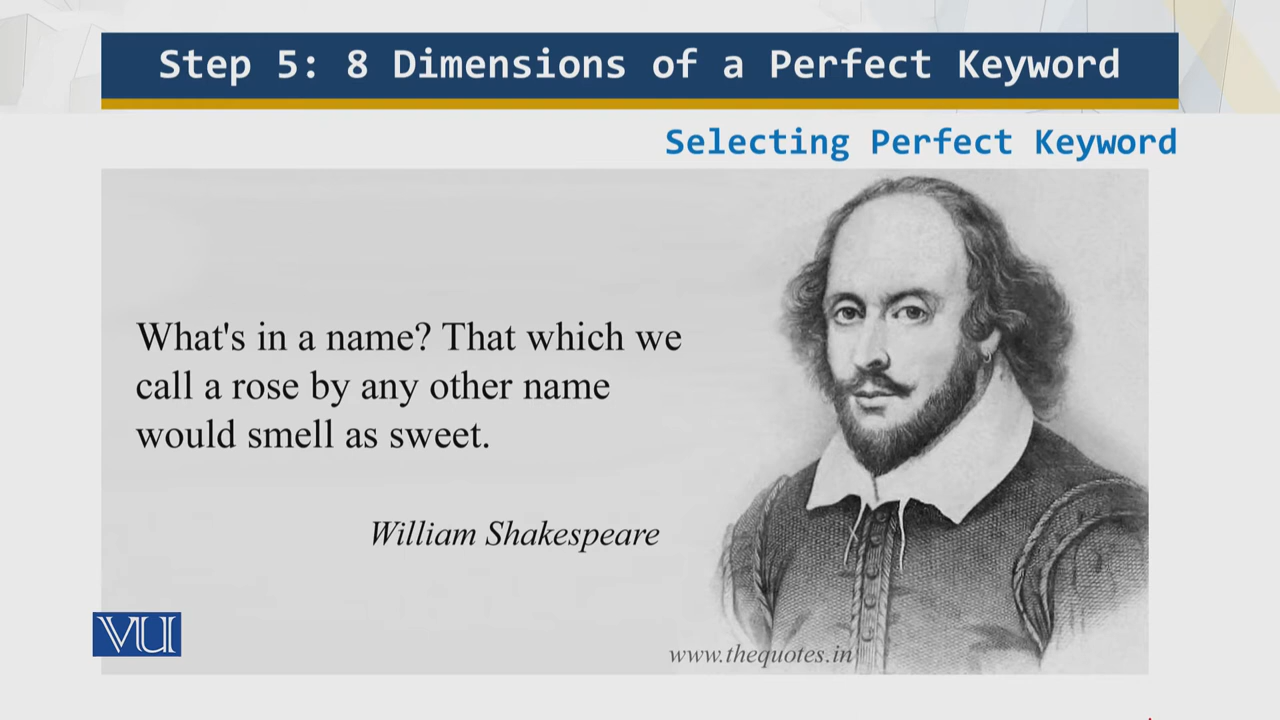 Step 5: 8 Dimensions of a Perfect Keyword
Selecting Perfect Keyword
What's in a name? That which we
call a rose by any other name
would smell as sweet.
William Shakespeare
VU
www.thequotes.in